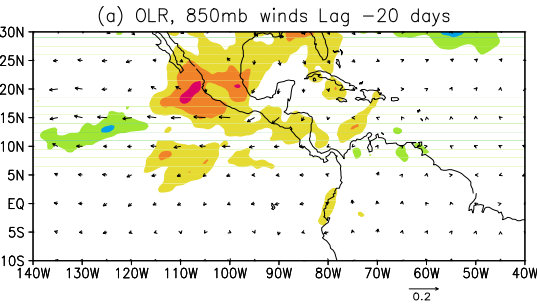 (a) OLR, 850mb winds Lag −20 days
30N
25N
20N
15N
10N
5N
EQ
5S
10S
140W 130W 120W 110W 100W 90W 80W 70W 60W 50W 40W
0.2